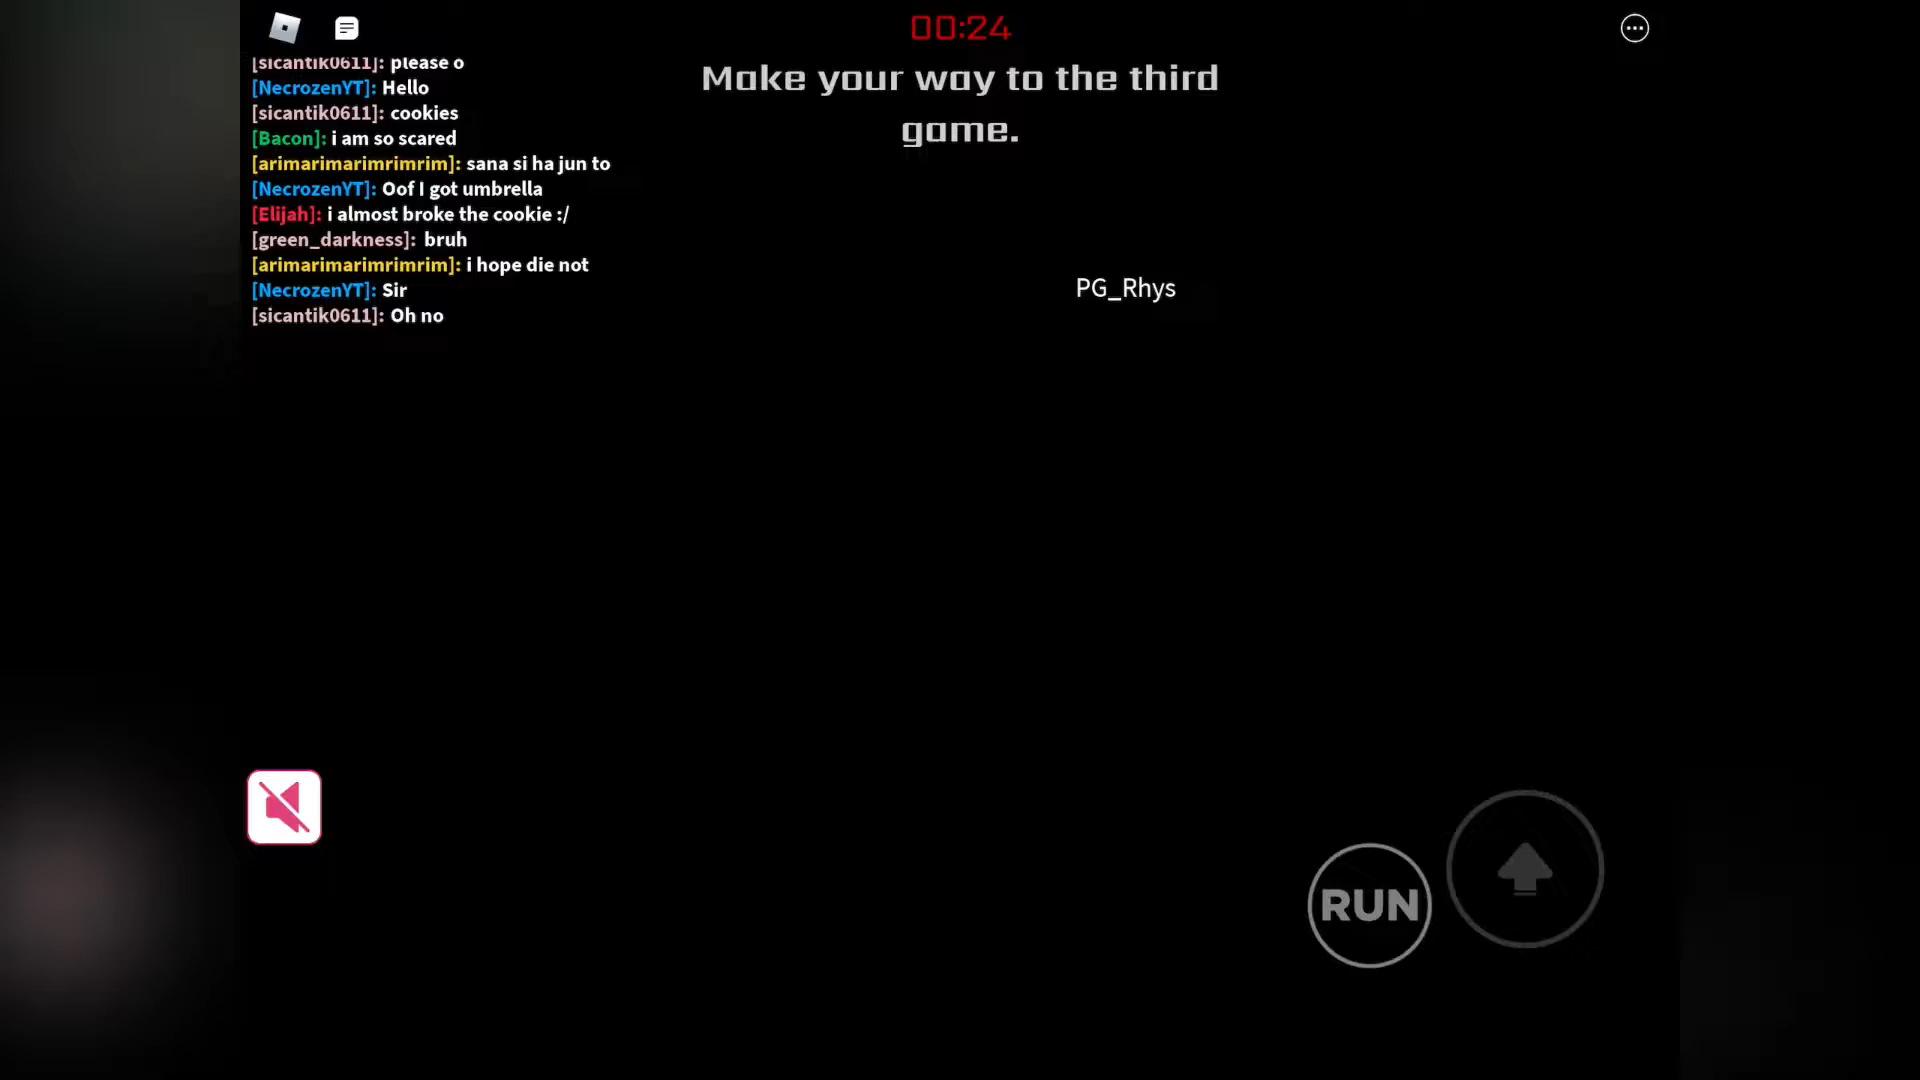 00:24
Make your way to the third
game.
[sicantik0611]: please o
[NecrozenYT]: Hello
[sicantik0611]: cookies
[Bacon]: i am so scared
[arimarimarimrimrim]: sana si ha jun to
[NecrozenYT]: Oof I got umbrella
[Elijah]: i almost broke the cookie :/
[green_darkness]: bruh
[arimarimarimrimrim]: i hope die not
[NecrozenYT]: Sir
[sicantik0611]: Oh no
PG_Rhys
RUN